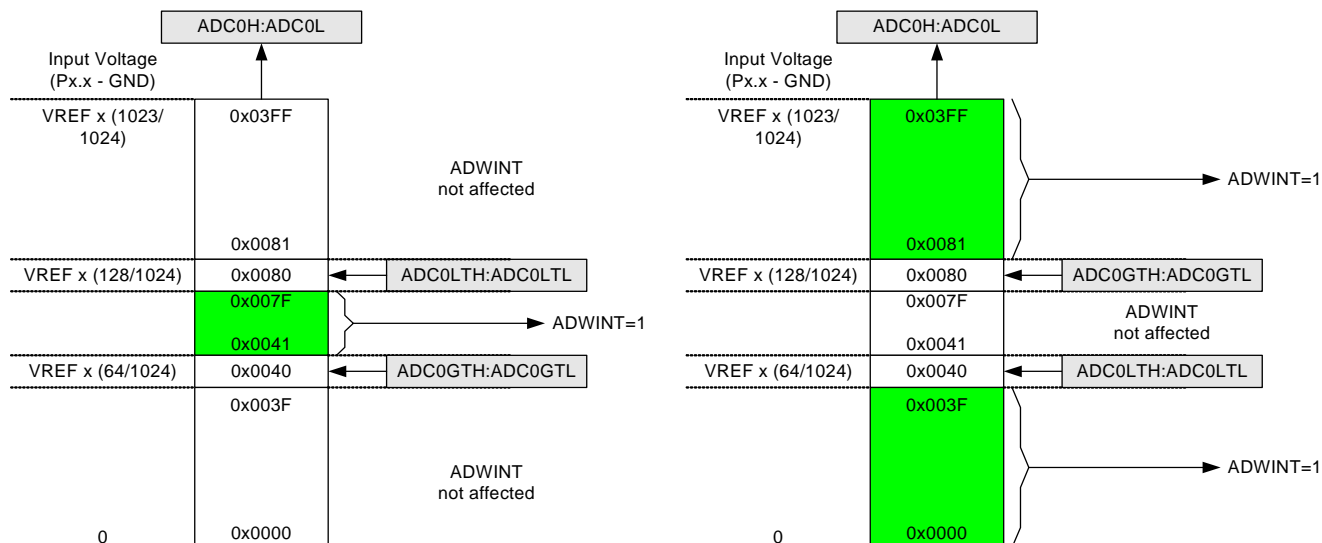 ADC0H:ADC0L
Input Voltage
(Px.x - GND)
VREF x (1023/
1024)
0x03FF
ADWINT
not affected
0x0081
VREF x (128/1024)
0x0080
ADC0LTH:ADC0LTL
0x007F
ADWINT=1
0x0041
VREF x (64/1024)
0x0040
ADC0GTH:ADC0GTL
0x003F
ADWINT
not affected
0
0x0000
ADC0H:ADC0L
Input Voltage
(Px.x - GND)
VREF x (1023/
1024)
0x03FF
ADWINT=1
0x0081
VREF x (128/1024)
0x0080
ADC0GTH:ADC0GTL
0x007F
ADWINT
not affected
0x0041
VREF x (64/1024)
0x0040
ADC0LTH:ADC0LTL
0x003F
ADWINT=1
0
0x0000